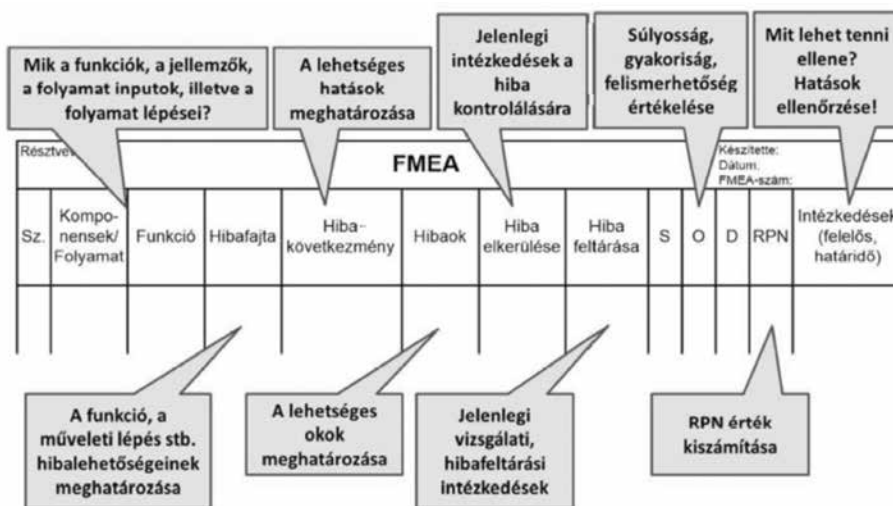 Mik a funkciók, a jellemzők,
a folyamat inputok, illetve a
folyamat lépései?
A lehetséges
hatások
meghatározása
Jelenlegi
intézkedések a
hiba
kontrolálására
Súlyosság,
gyakoriság,
felismerhetőség
értékelése
Mit lehet tenni
ellene?
Hatások
ellenőrzése!
FMEA
Készítette:
Dátum:
FMEA-szám:
Sz.
Kompo-
nensek/
Folyamat
Funkció
Hibafajta
Hiba-
következmény
Hibaok
Hiba
elkerülése
Hiba
feltárása
S
O
D
RPN
Intézkedések
(felelős,
határidő)
A funkció, a
műveleti lépés stb.
hibalehetőségeinek
meghatározása
A lehetséges
okok
meghatározása
Jelenlegi
vizsgálati,
hibafeltárási
intézkedések
RPN érték
kiszámítása